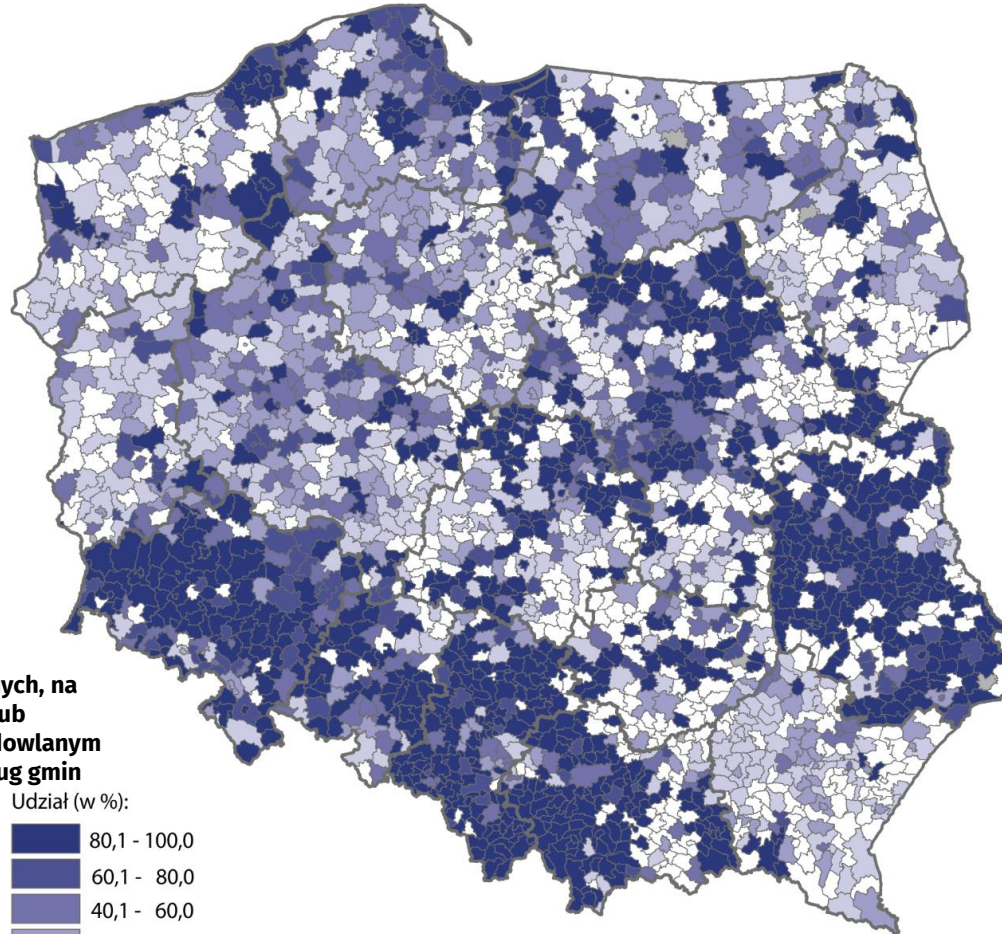 ych, na
ub
dowlanym
ug gmin
Udział (w %):
80,1 - 100,0
60,1 - 80,0
40,1 - 60,0